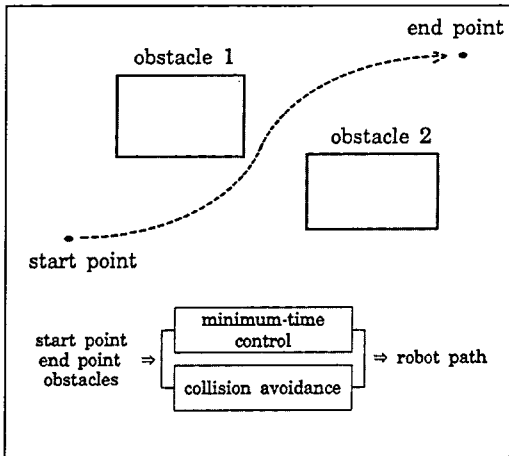 end point
obstacle 1
obstacle 2
start point
minimum-time
control
start point
end point ⇒
obstacles
⇒ robot path
collision avoidance